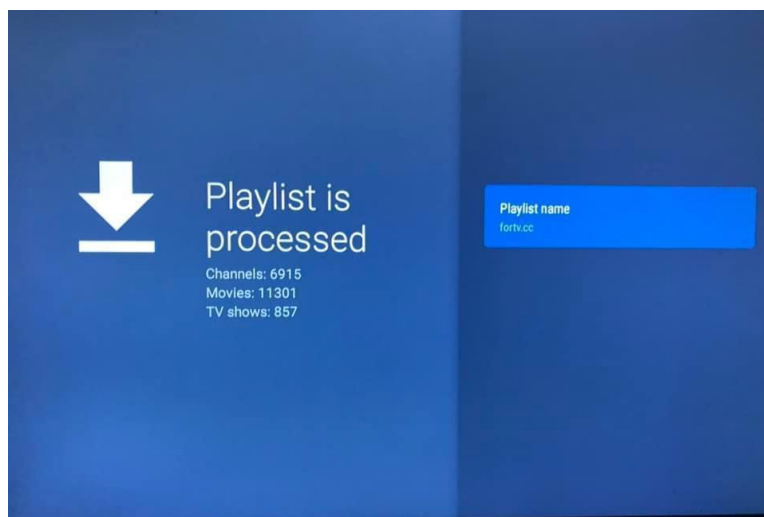 Playlist is
processed
Channels: 6915
Movies: 11301
TV shows: 857
Playlist name
fortv.cc